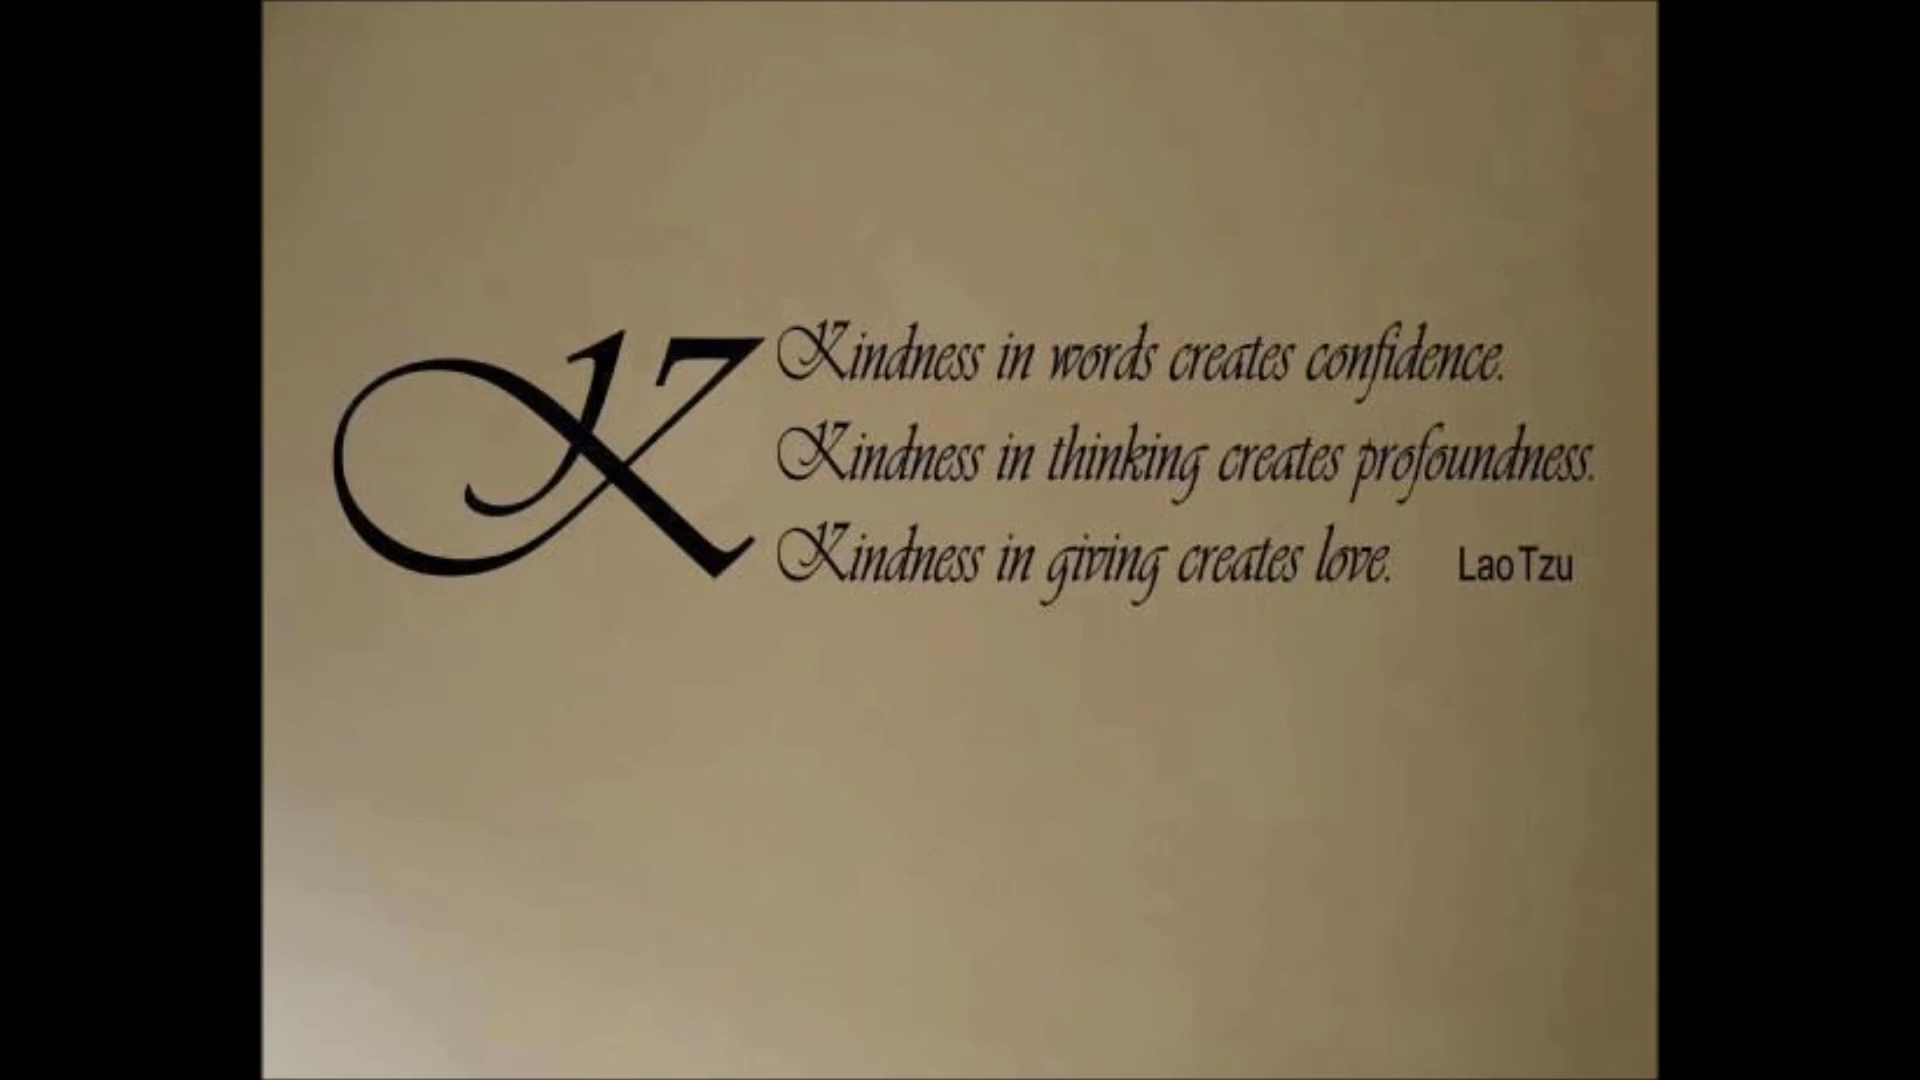 K
Kindness in words creates confidence.
Kindness in thinking creates profoundness.
Kindness in giving creates love. Lao Tzu